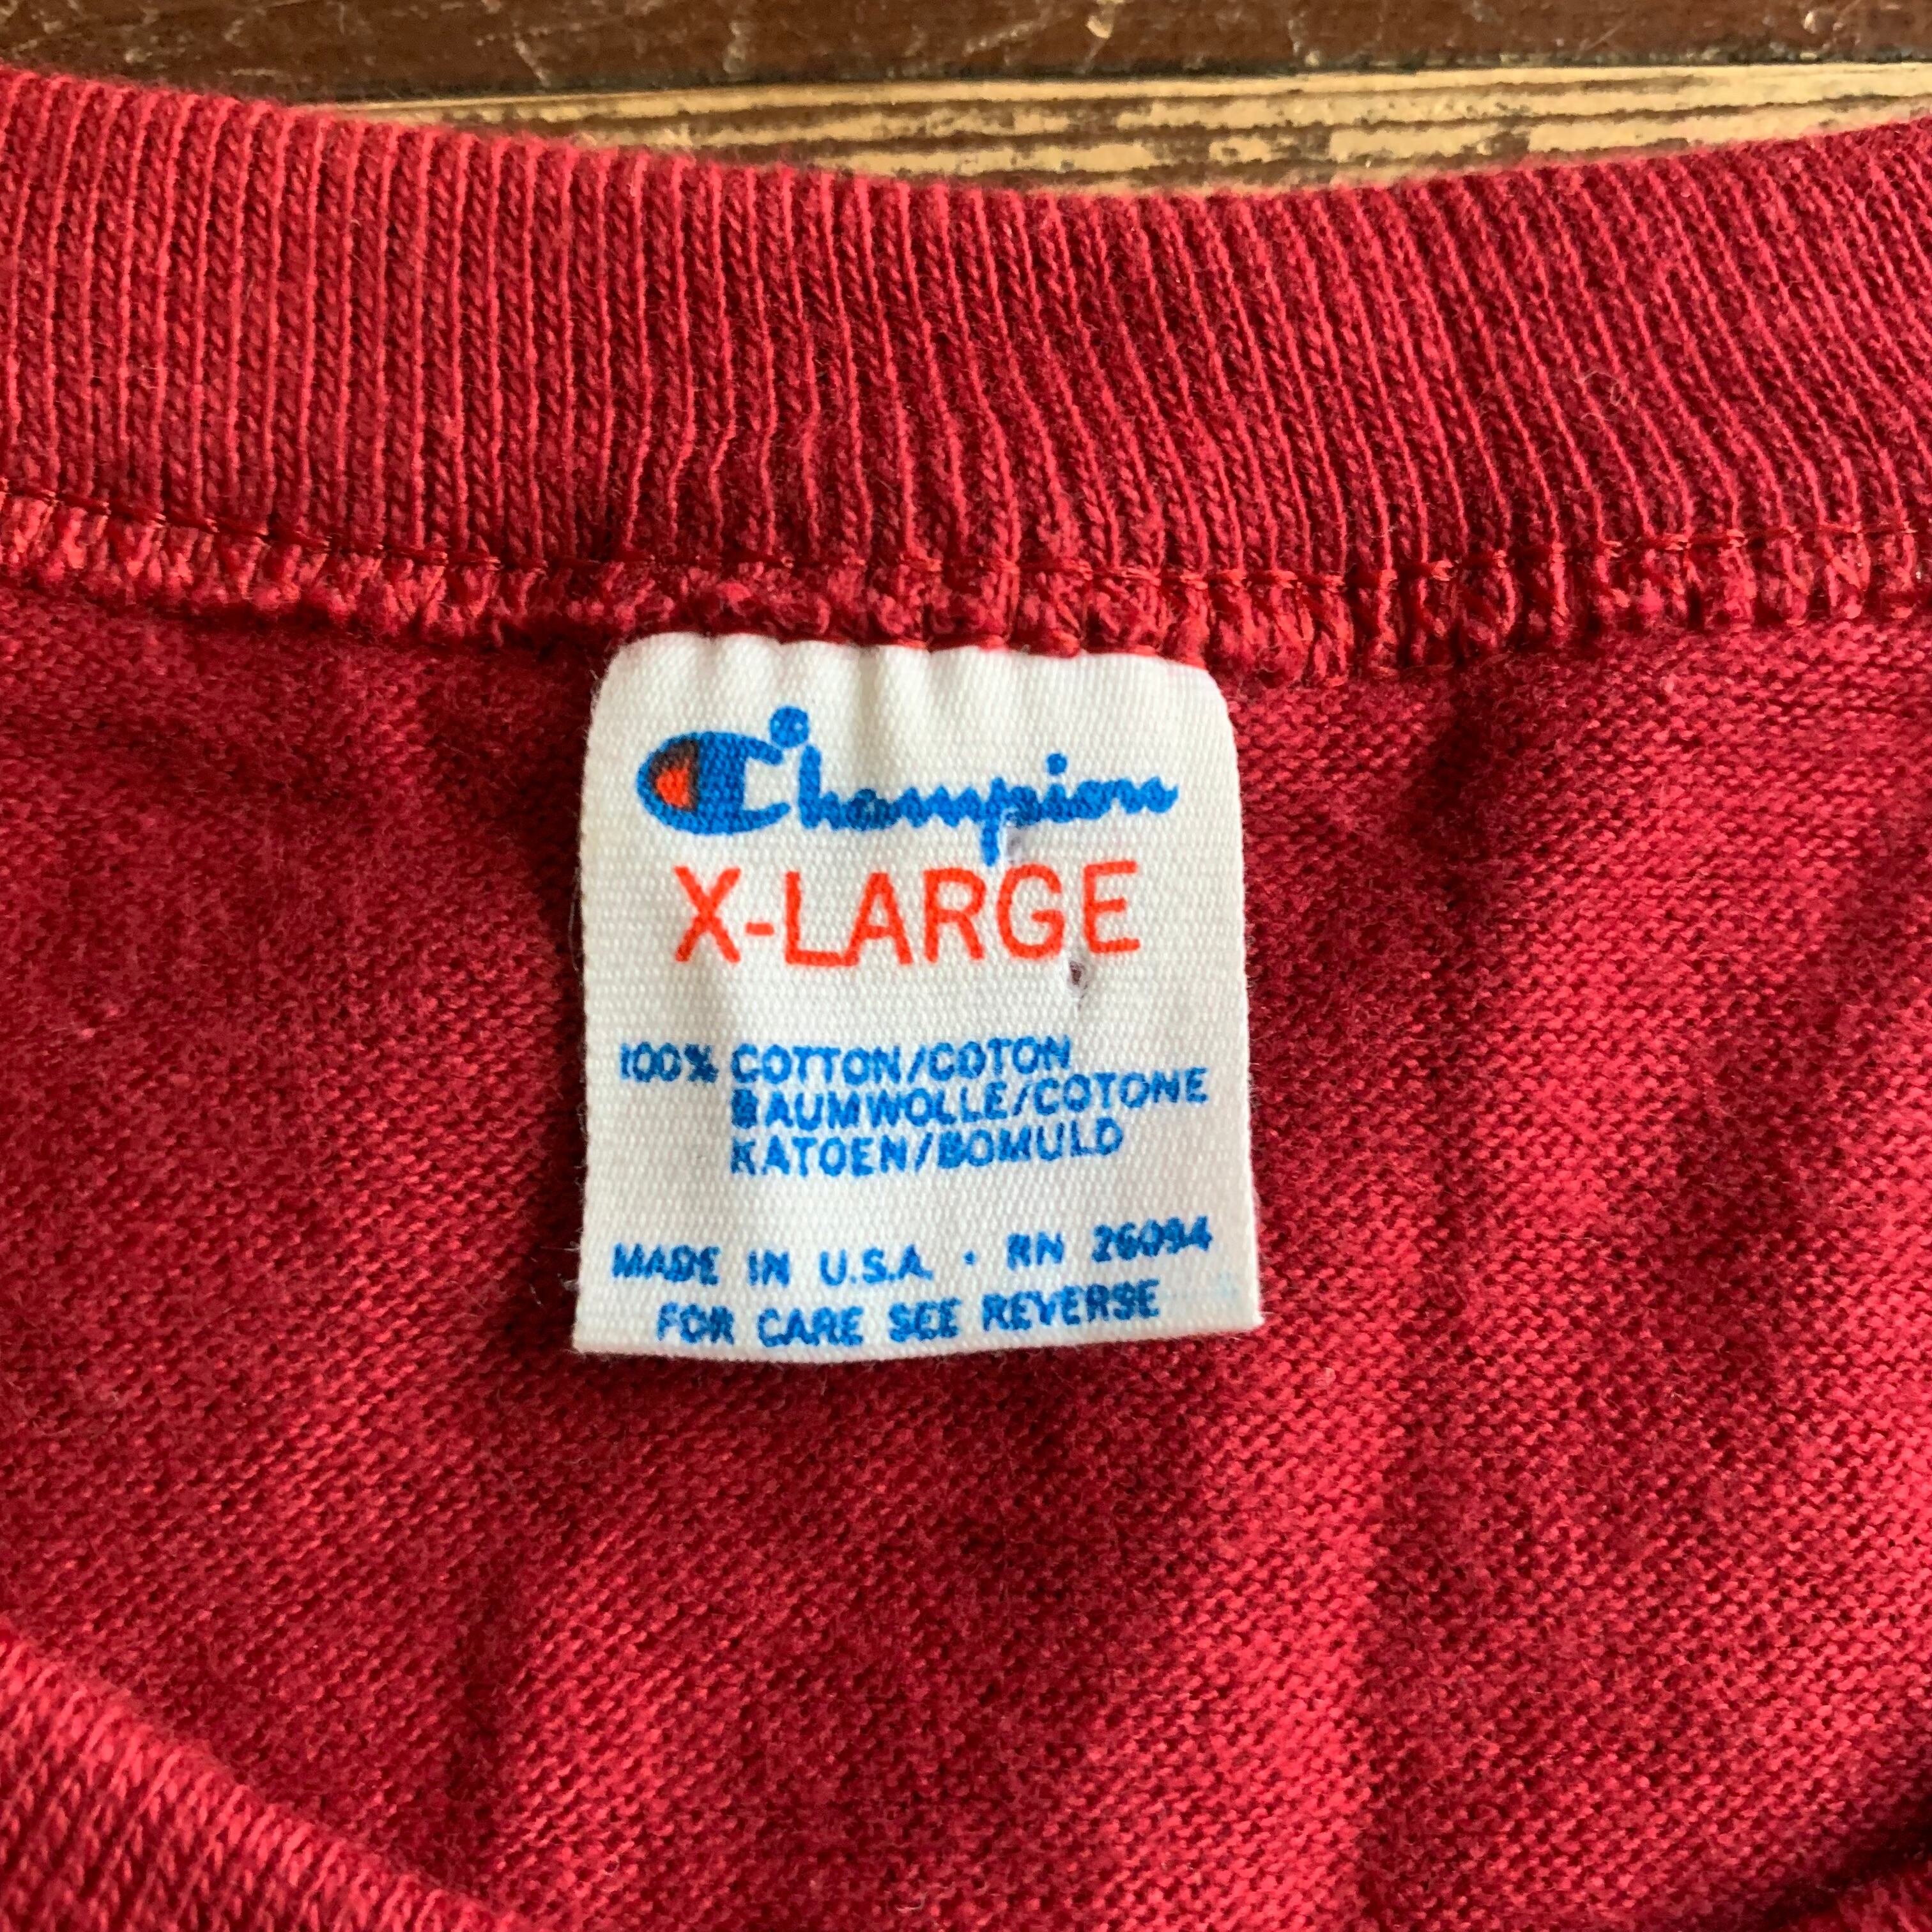 Champion
X-LARGE
100% COTTON/COTON
BAUMWOLLE/COTONE
KATOEN/BOMULD
MADE IN U.S.A. · RN 26094
FOR CARE SEE REVERSE